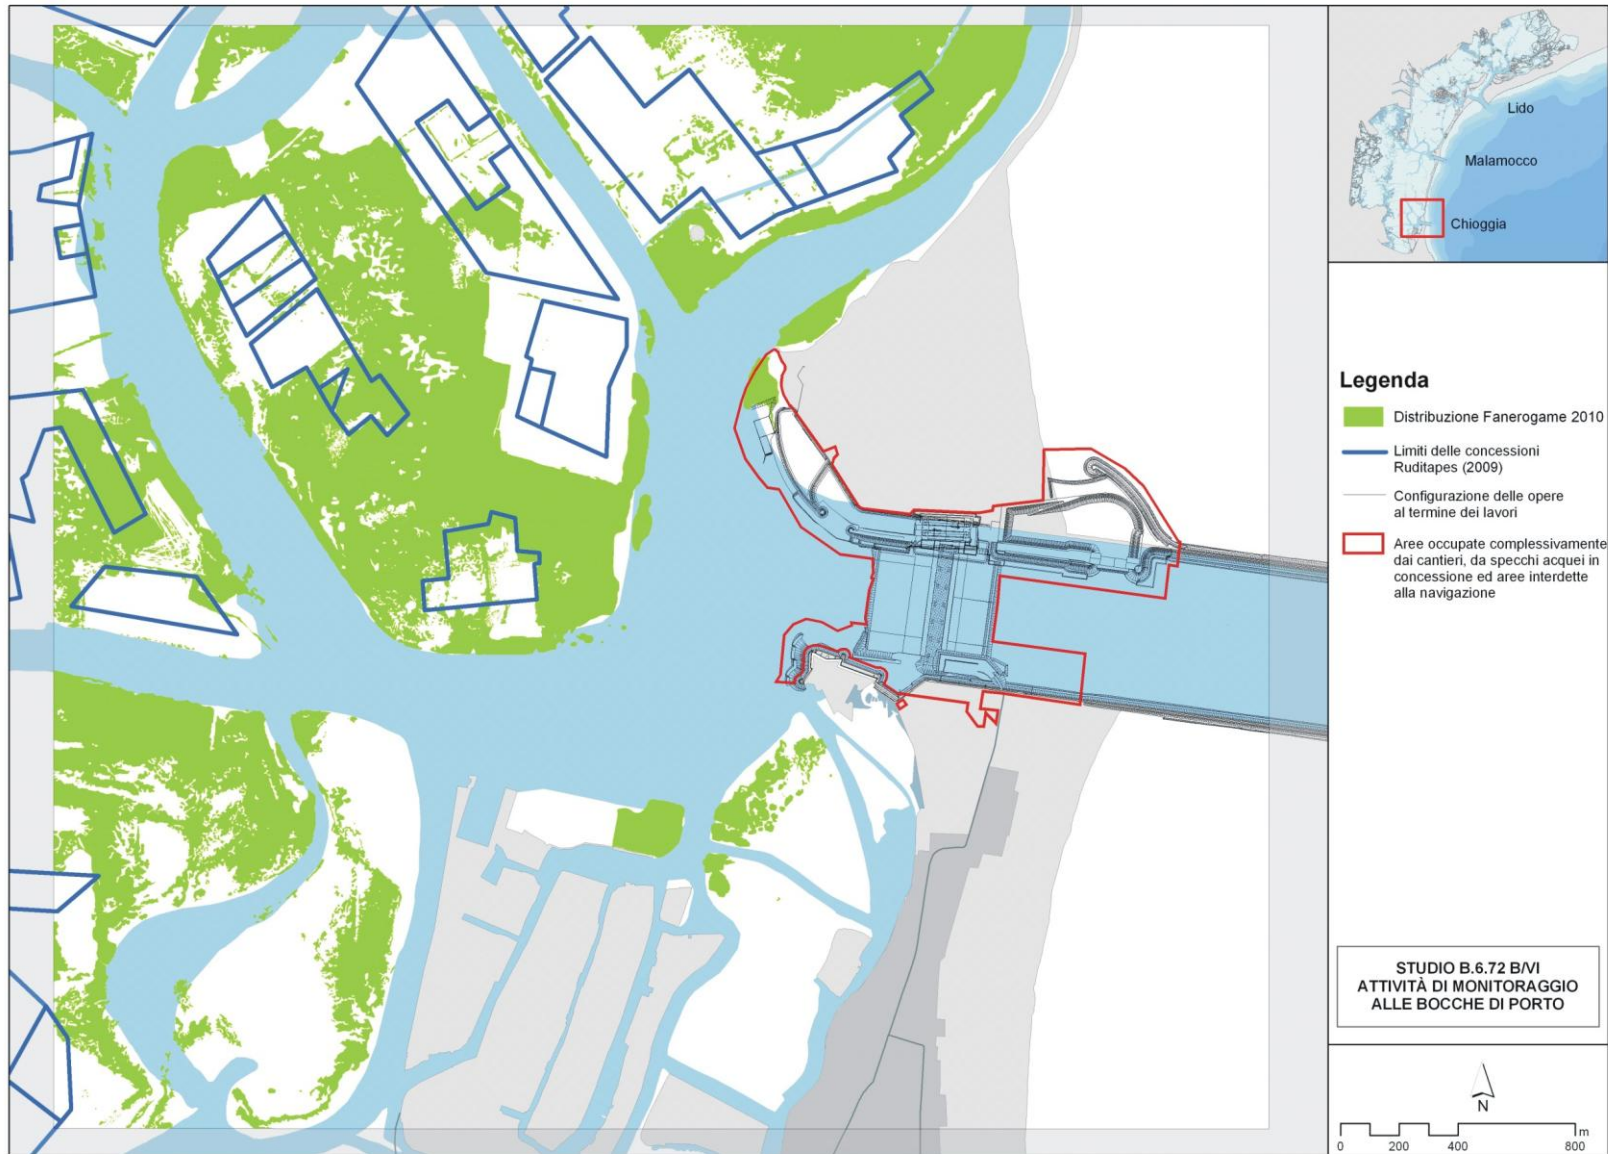 Lido
Malamocco
Chioggia
Legenda
Distribuzione Fanerogame 2010
Limiti delle concessioni
Ruditapes (2009)
Configurazione delle opere
al termine dei lavori
Aree occupate complessivamente
dai cantieri, da specchi acquei in
concessione ed aree interdette
alla navigazione
STUDIO B.6.72 B/VI
ATTIVITÀ DI MONITORAGGIO
ALLE BOCCHE DI PORTO
N
m
0 200 400 800